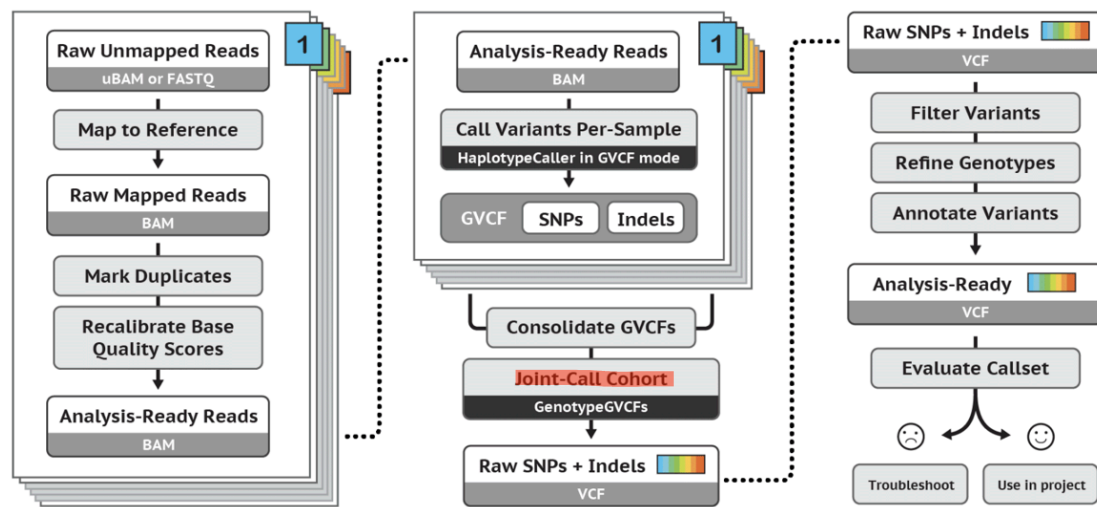 1
Raw Unmapped Reads
uBAM or FASTQ
Map to Reference
Raw Mapped Reads
BAM
Mark Duplicates
Recalibrate Base
Quality Scores
Analysis-Ready Reads
BAM
1
Analysis-Ready Reads
BAM
Call Variants Per-Sample
HaplotypeCaller in GVCF mode
GVCF SNPs Indels
Consolidate GVCFs
Joint-Call Cohort
GenotypeGVCFs
Raw SNPs + Indels
VCF
Raw SNPs + Indels
VCF
Filter Variants
Refine Genotypes
Annotate Variants
Analysis-Ready
VCF
Evaluate Callset
Troubleshoot
Use in project